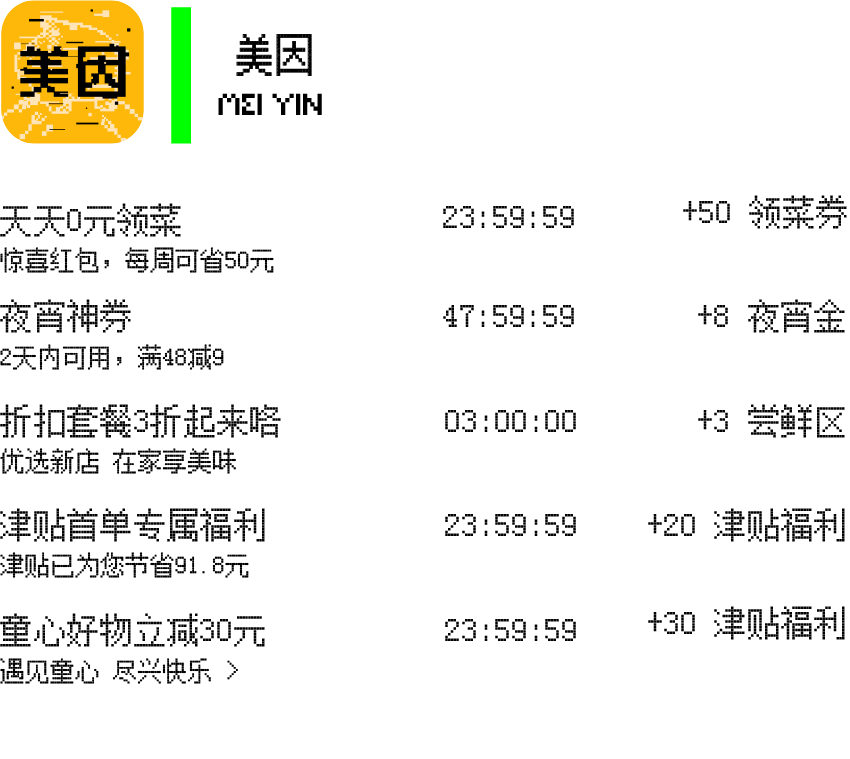 美因
美因
MEI YIN
天天0元领菜 23:59:59 +50 领菜券
惊喜红包，每周可省50元
夜宵神券 47:59:59 +8 夜宵金
2天内可用，满48减9
折扣套餐3折起来咯 03:00:00 +3 尝鲜区
优选新店 在家享美味
津贴首单专属福利 23:59:59 +20 津贴福利
津贴已为您节省91.8元
童心好物立减30元 23:59:59 +30 津贴福利
遇见童心 尽兴快乐 >